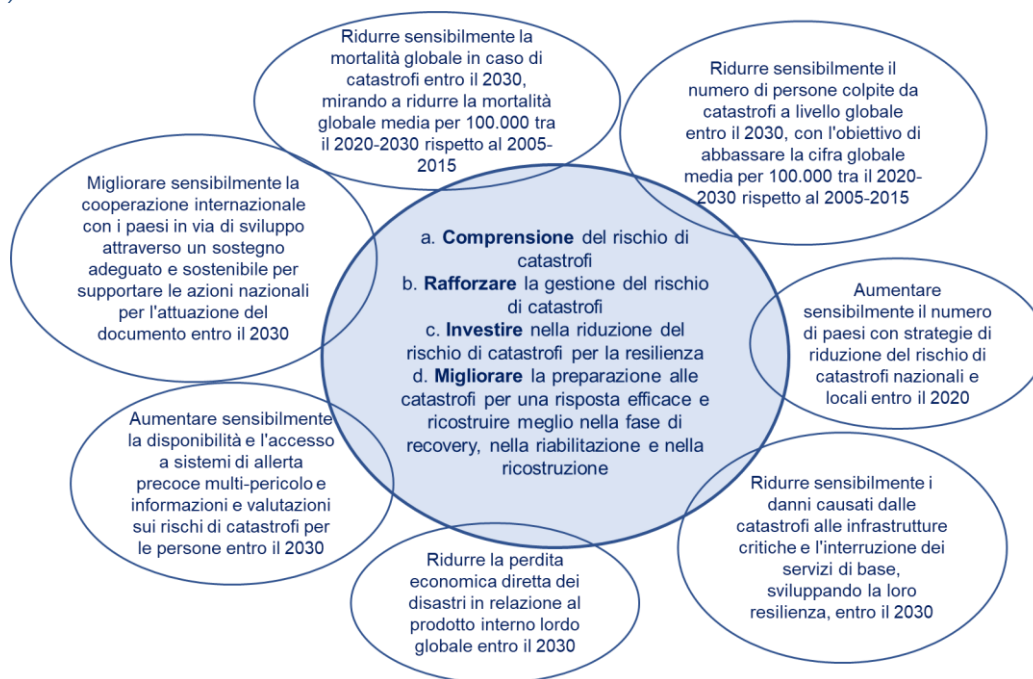 Ridurre sensibilmente la
mortalità globale in caso di
catastrofi entro il 2030,
mirando a ridurre la mortalità
globale media per 100.000 tra
il 2020-2030 rispetto al 2005-
2015
Ridurre sensibilmente il
numero di persone colpite da
catastrofi a livello globale
entro il 2030, con l'obiettivo di
abbassare la cifra globale
media per 100.000 tra il 2020-
2030 rispetto al 2005-2015
Migliorare sensibilmente la
cooperazione internazionale
con i paesi in via di sviluppo
attraverso un sostegno
adeguato e sostenibile per
supportare le azioni nazionali
per l'attuazione del
documento entro il 2030
a. Comprensione del rischio di
catastrofi
b. Rafforzare la gestione del rischio
di catastrofi
c. Investire nella riduzione del
rischio di catastrofi per la resilienza
d. Migliorare la preparazione alle
catastrofi per una risposta efficace e
ricostruire meglio nella fase di
recovery, nella riabilitazione e nella
ricostruzione
Aumentare
sensibilmente il numero
di paesi con strategie di
riduzione del rischio di
catastrofi nazionali e
locali entro il 2020
Aumentare sensibilmente
la disponibilità e l'accesso
a sistemi di allerta
precoce multi-pericolo e
informazioni e valutazioni
sui rischi di catastrofi per
le persone entro il 2030
Ridurre sensibilmente i
danni causati dalle
catastrofi alle infrastrutture
critiche e l'interruzione dei
servizi di base,
sviluppando la loro
resilienza, entro il 2030
Ridurre la perdita
economica diretta dei
disastri in relazione al
prodotto interno lordo
globale entro il 2030